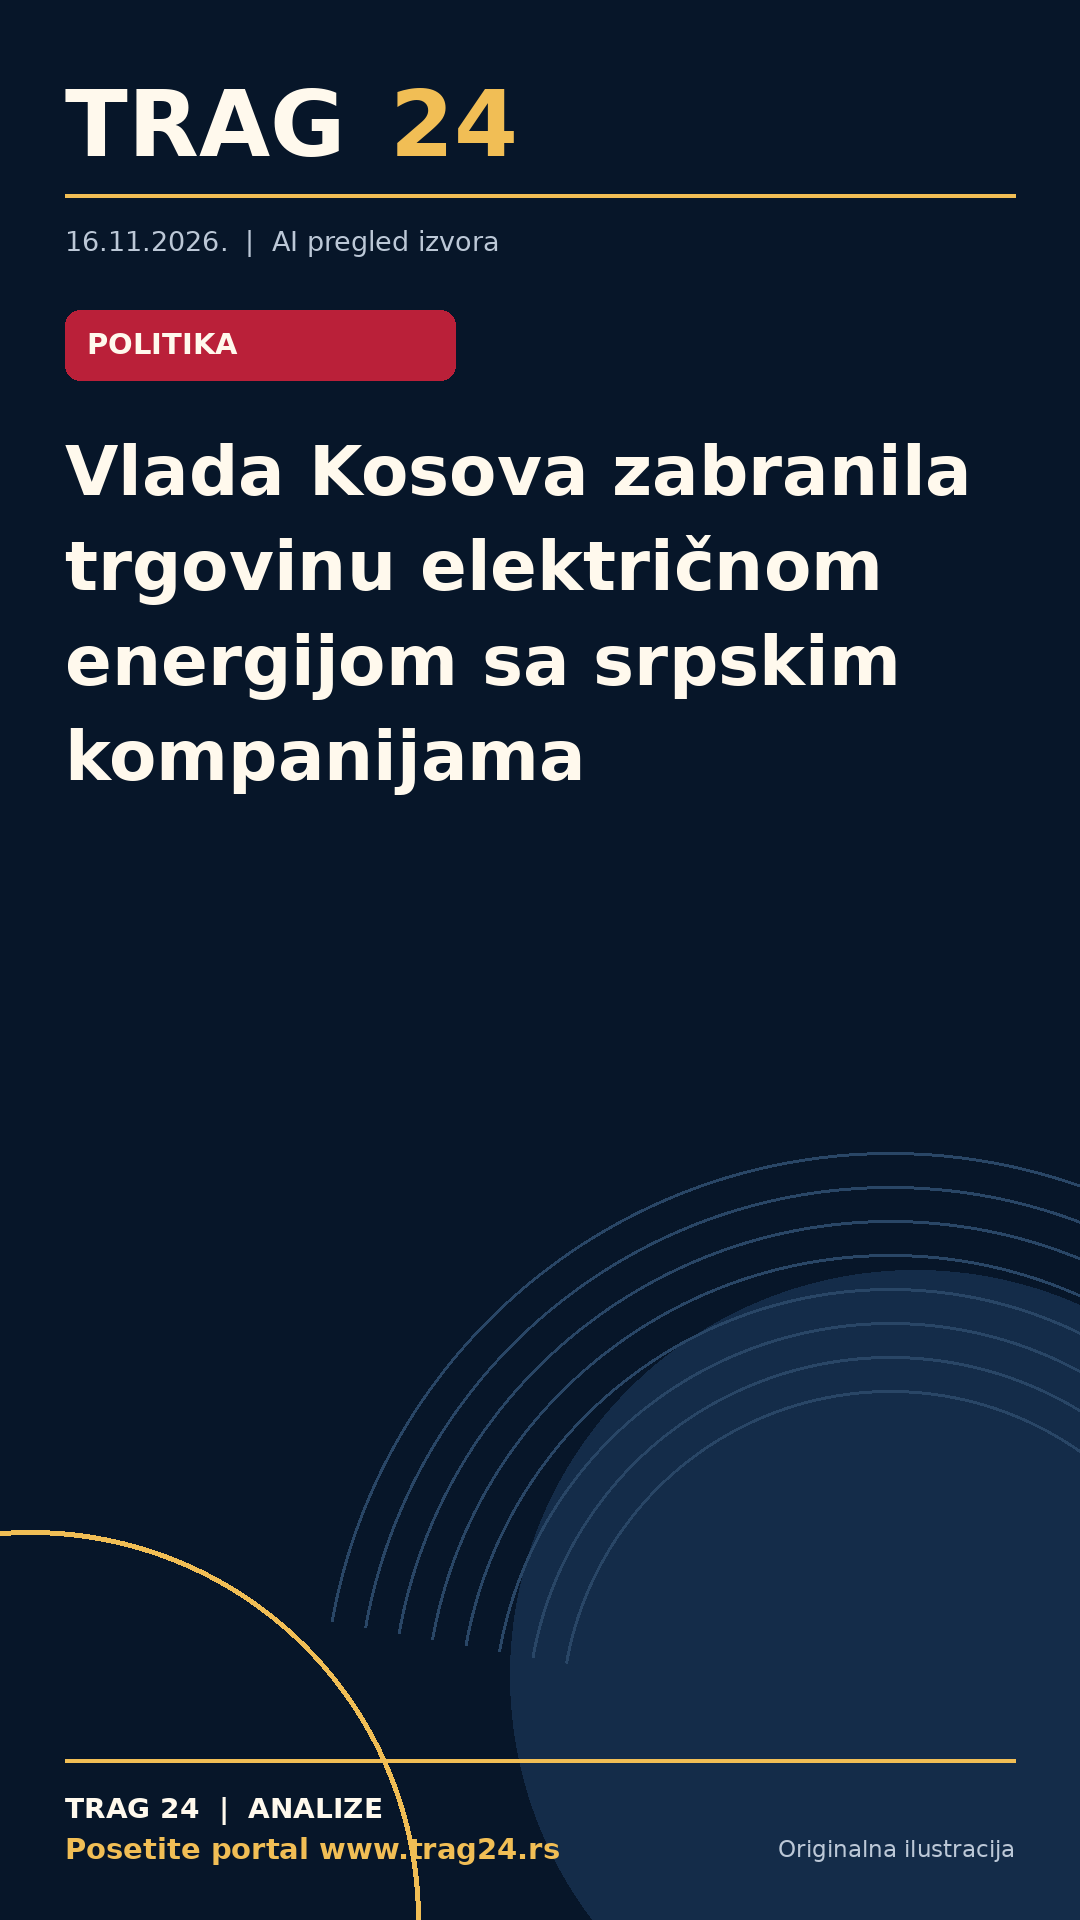 TRAG 24
16.11.2026. | AI pregled izvora
POLITIKA
Vlada Kosova zabranila
trgovinu električnom
energijom sa srpskim
kompanijama
TRAG 24 | ANALIZE
Posetite portal www.trag24.rs
Originalna ilustracija